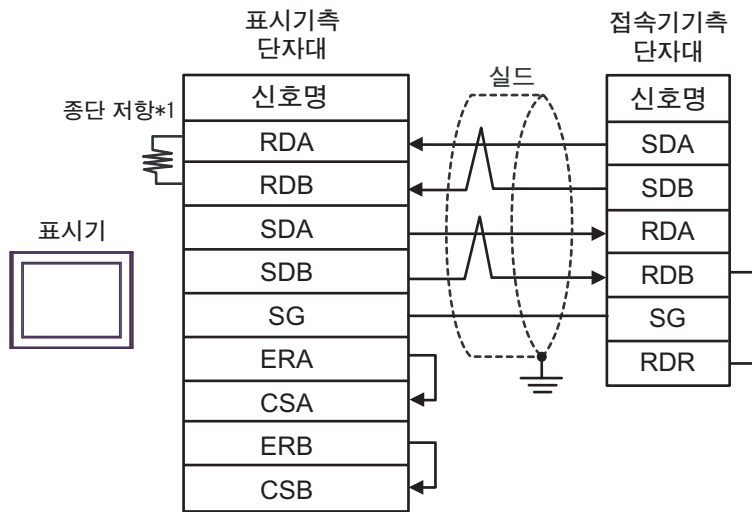 표시기측
단자대
접속기기측
단자대
종단 저항*1
실드
표시기
신호명
RDA
RDB
SDA
SDB
SG
ERA
CSA
ERB
CSB
신호명
SDA
SDB
RDA
RDB
SG
RDR